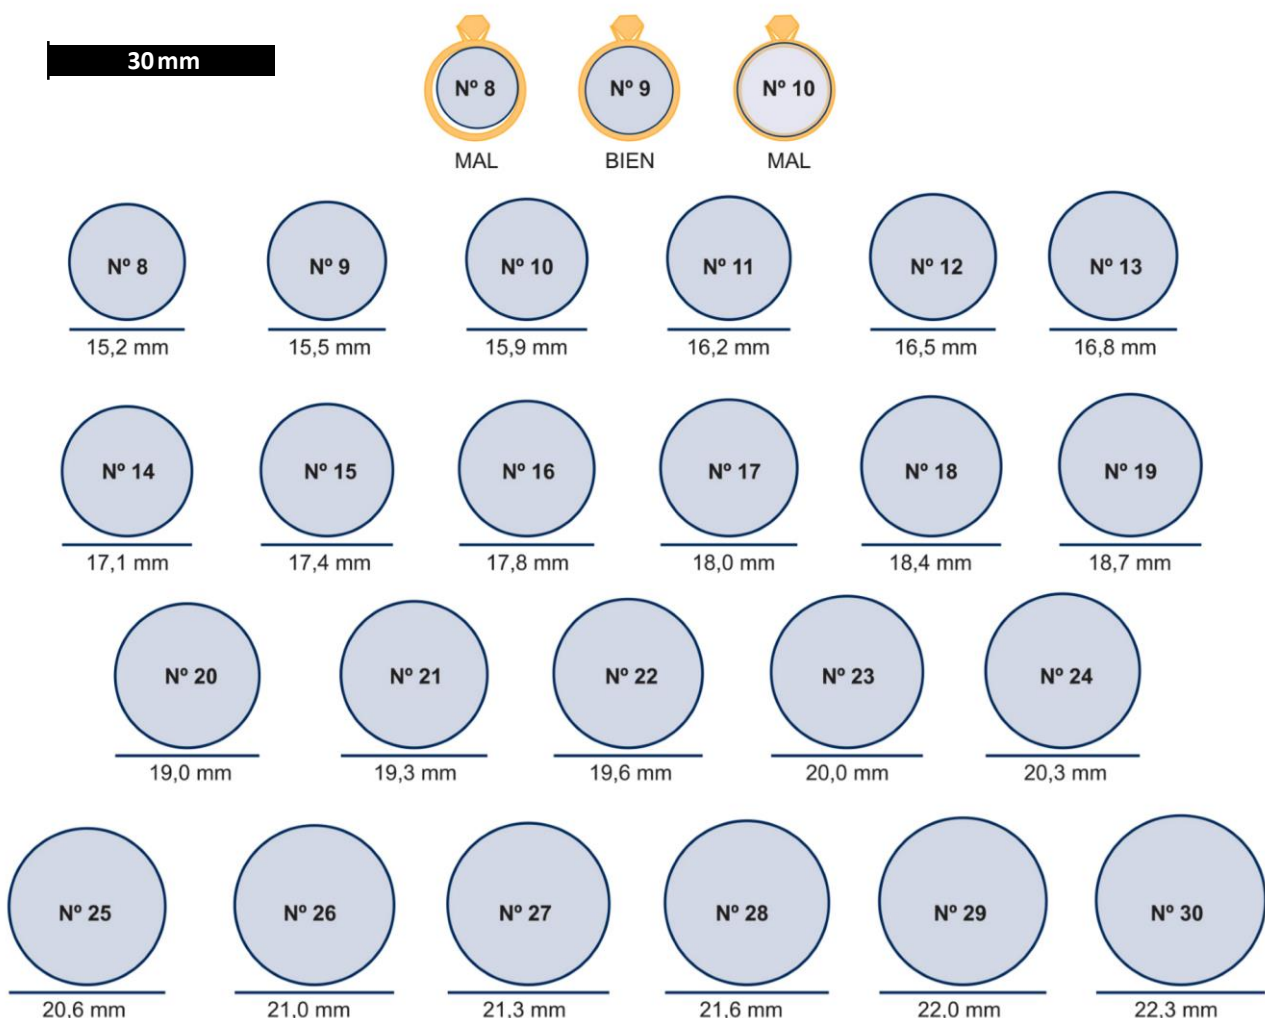 30 mm
Nº 8 Nº 9 Nº 10
MAL BIEN MAL
Nº 8 Nº 9 Nº 10 Nº 11 Nº 12 Nº 13
15,2 mm 15,5 mm 15,9 mm 16,2 mm 16,5 mm 16,8 mm
Nº 14 Nº 15 Nº 16 Nº 17 Nº 18 Nº 19
17,1 mm 17,4 mm 17,8 mm 18,0 mm 18,4 mm 18,7 mm
Nº 20 Nº 21 Nº 22 Nº 23 Nº 24
19,0 mm 19,3 mm 19,6 mm 20,0 mm 20,3 mm
Nº 25 Nº 26 Nº 27 Nº 28 Nº 29 Nº 30
20,6 mm 21,0 mm 21,3 mm 21,6 mm 22,0 mm 22,3 mm